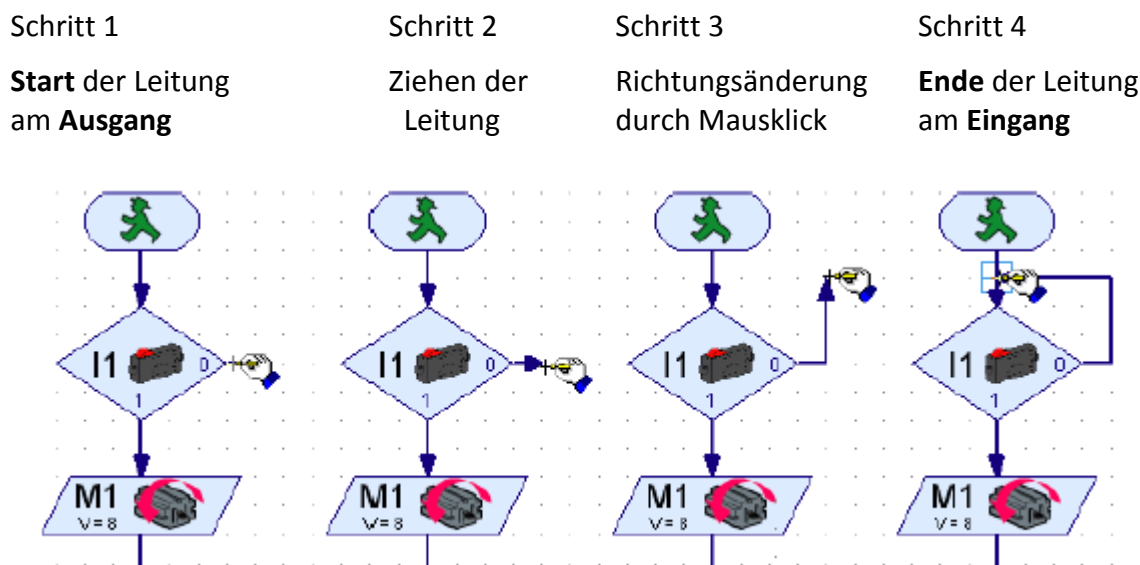 Schritt 1
Start der Leitung
am Ausgang
Schritt 2
Ziehen der
Leitung
Schritt 3
Richtungsänderung
durch Mausklick
Schritt 4
Ende der Leitung
am Eingang
I1 0
1
M1
V = 8
I1 0
1
M1
V = 8
I1 0
1
M1
V = 8
I1 0
1
M1
V = 8